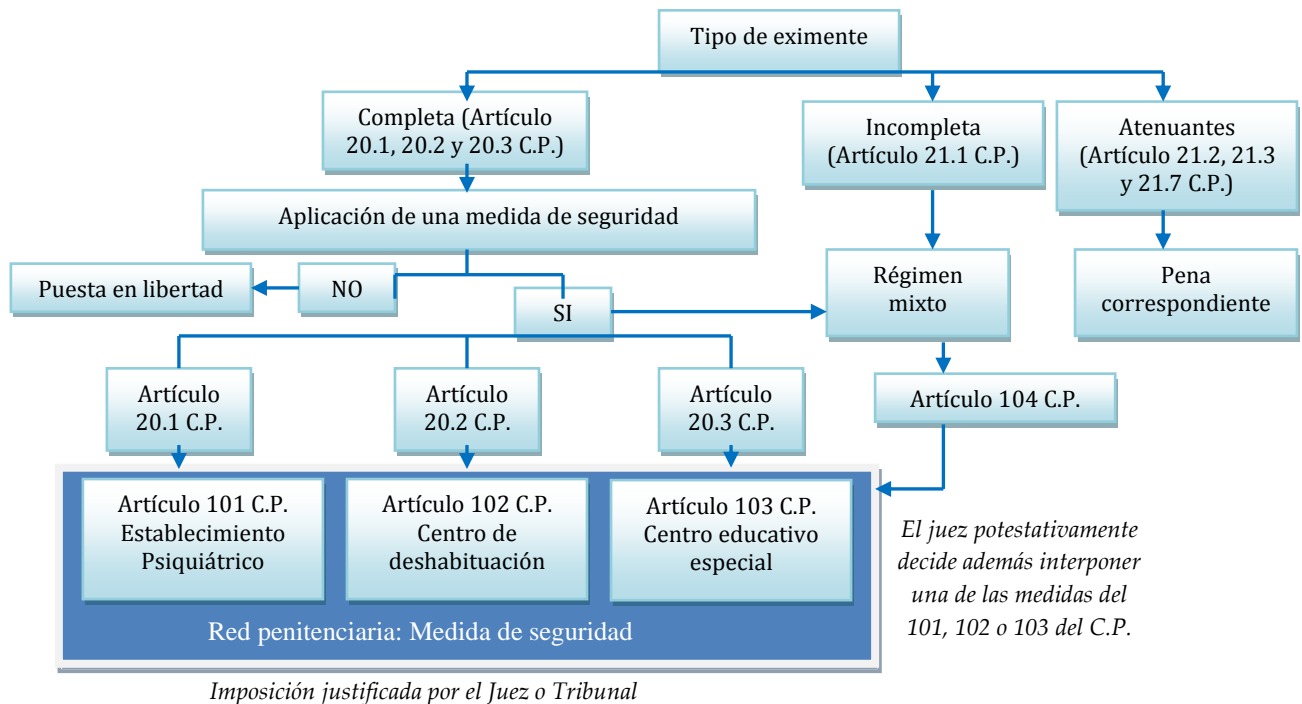 Tipo de eximente
Completa (Artículo
20.1, 20.2 y 20.3 C.P.)
Incompleta
(Artículo 21.1 C.P.)
Atenuantes
(Artículo 21.2, 21.3
y 21.7 C.P.)
Aplicación de una medida de seguridad
Puesta en libertad
NO
SI
Régimen
mixto
Pena
correspondiente
Artículo
20.1 C.P.
Artículo
20.2 C.P.
Artículo
20.3 C.P.
Artículo 104 C.P.
Artículo 101 C.P.
Establecimiento
Psiquiátrico
Artículo 102 C.P.
Centro de
deshabituación
Artículo 103 C.P.
Centro educativo
especial
El juez potestativamente
decide además interponer
una de las medidas del
101, 102 o 103 del C.P.
Red penitenciaria: Medida de seguridad
Imposición justificada por el Juez o Tribunal